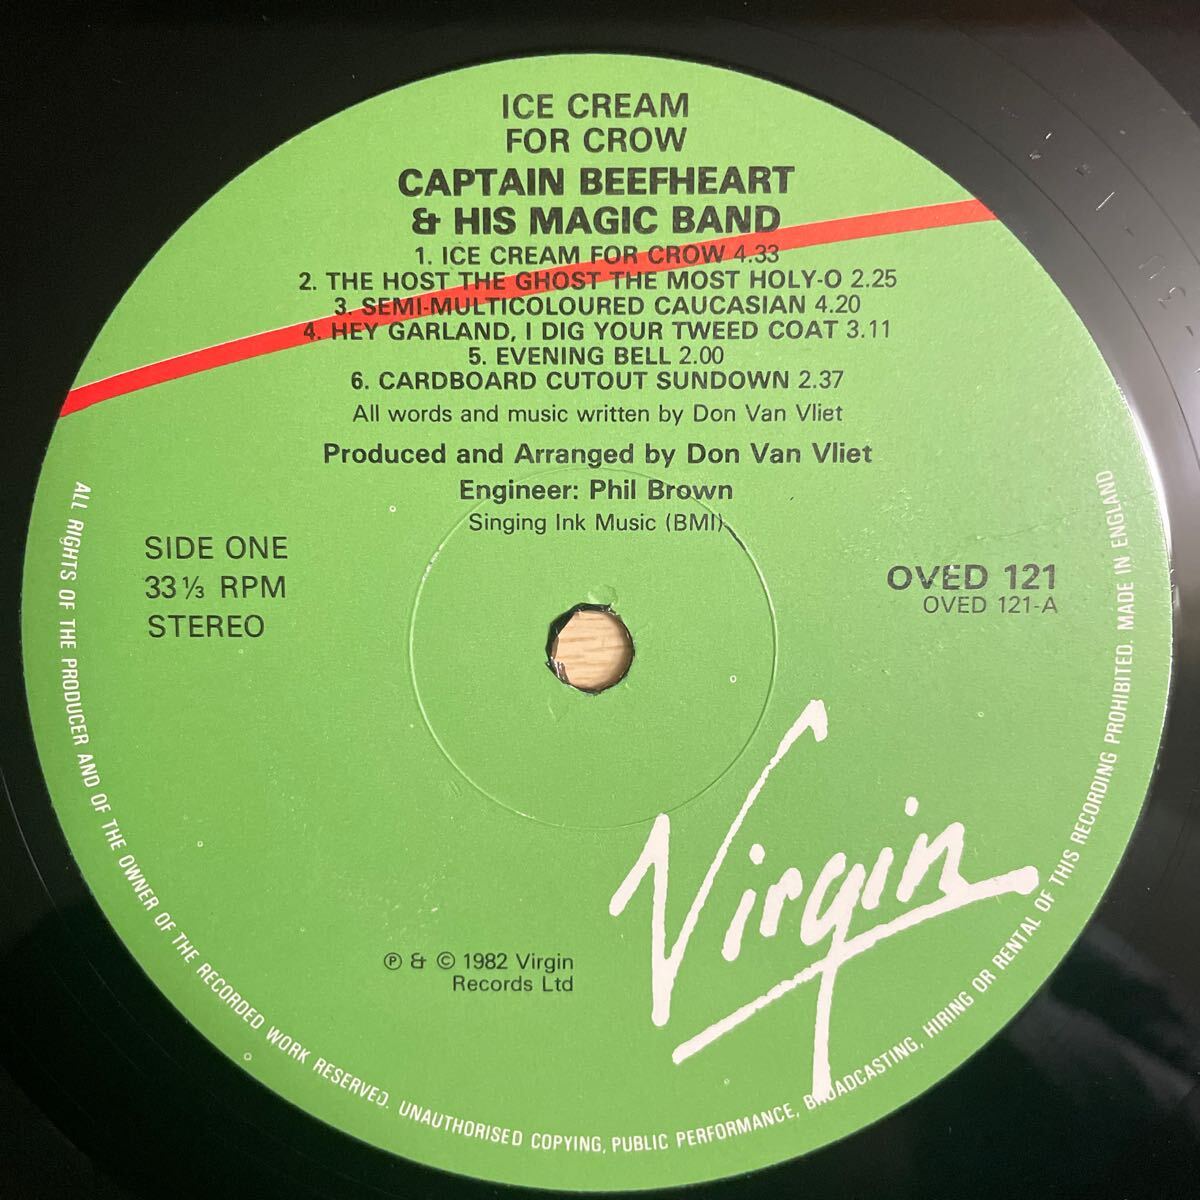 ICE CREAM
FOR CROW
CAPTAIN BEEFHEART
& HIS MAGIC BAND
1. ICE CREAM FOR CROW 4.33
2. THE HOST THE GHOST THE MOST HOLY-O 2.25
3. SEMI-MULTICOLOURED CAUCASIAN 4.20
4. HEY GARLAND, I DIG YOUR TWEED COAT 3.11
5. EVENING BELL 2.00
6. CARDBOARD CUTOUT SUNDOWN 2.37
All words and music written by Don Van Vliet
Produced and Arranged by Don Van Vliet
Engineer: Phil Brown
Singing Ink Music (BMI)
SIDE ONE
33 ⅓ RPM
STEREO
OVED 121
OVED 121-A
Virgin
℗ & © 1982 Virgin
Records Ltd
ALL RIGHTS OF THE PRODUCER AND OF THE OWNER OF THE RECORDED WORK RESERVED. UNAUTHORISED COPYING, PUBLIC PERFORMANCE, BROADCASTING, HIRING OR RENTAL OF THIS RECORDING PROHIBITED. MADE IN ENGLAND